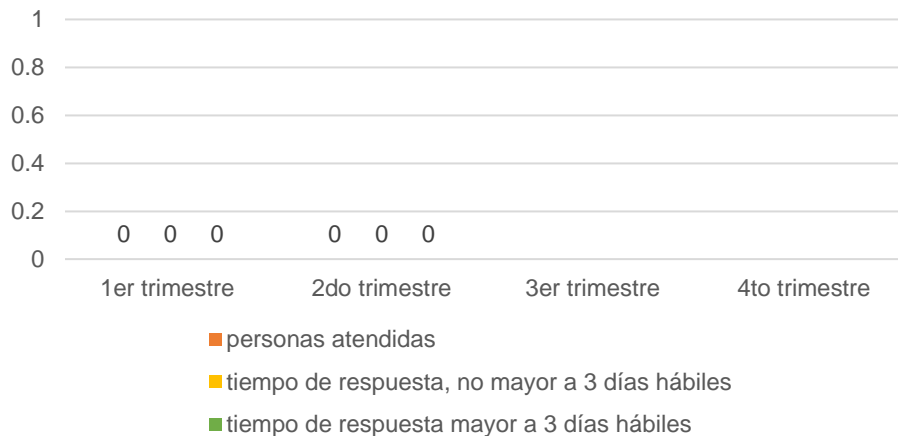 1
0.8
0.6
0.4
0.2
0 0 0 0 0 0
0
1er trimestre 2do trimestre 3er trimestre 4to trimestre
personas atendidas
tiempo de respuesta, no mayor a 3 días hábiles
tiempo de respuesta mayor a 3 días hábiles